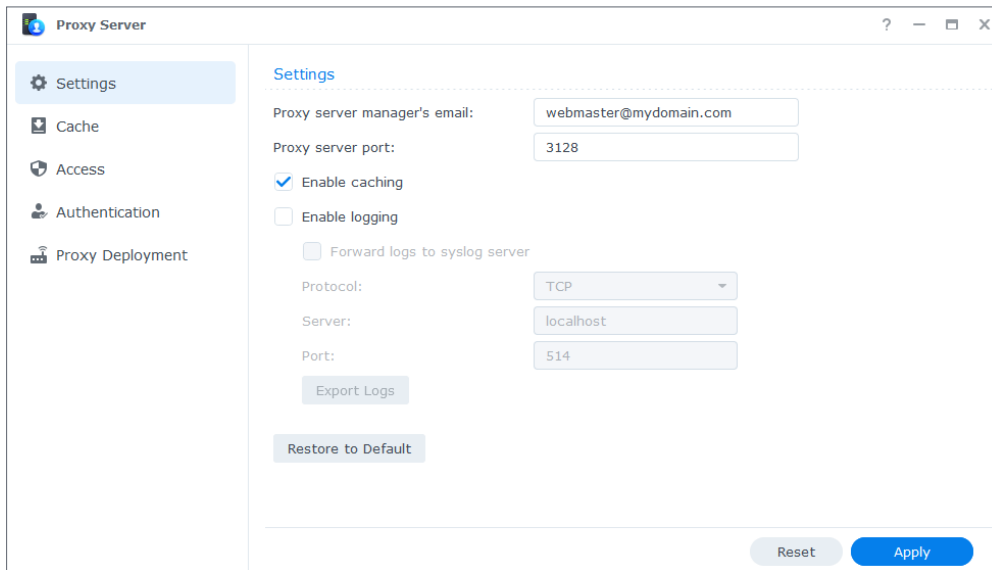 Proxy Server
?
Settings
Cache
Access
Authentication
Proxy Deployment
Settings
Proxy server manager's email: webmaster@mydomain.com
Proxy server port: 3128
Enable caching
Enable logging
Forward logs to syslog server
Protocol: TCP
Server: localhost
Port: 514
Export Logs
Restore to Default
Reset Apply